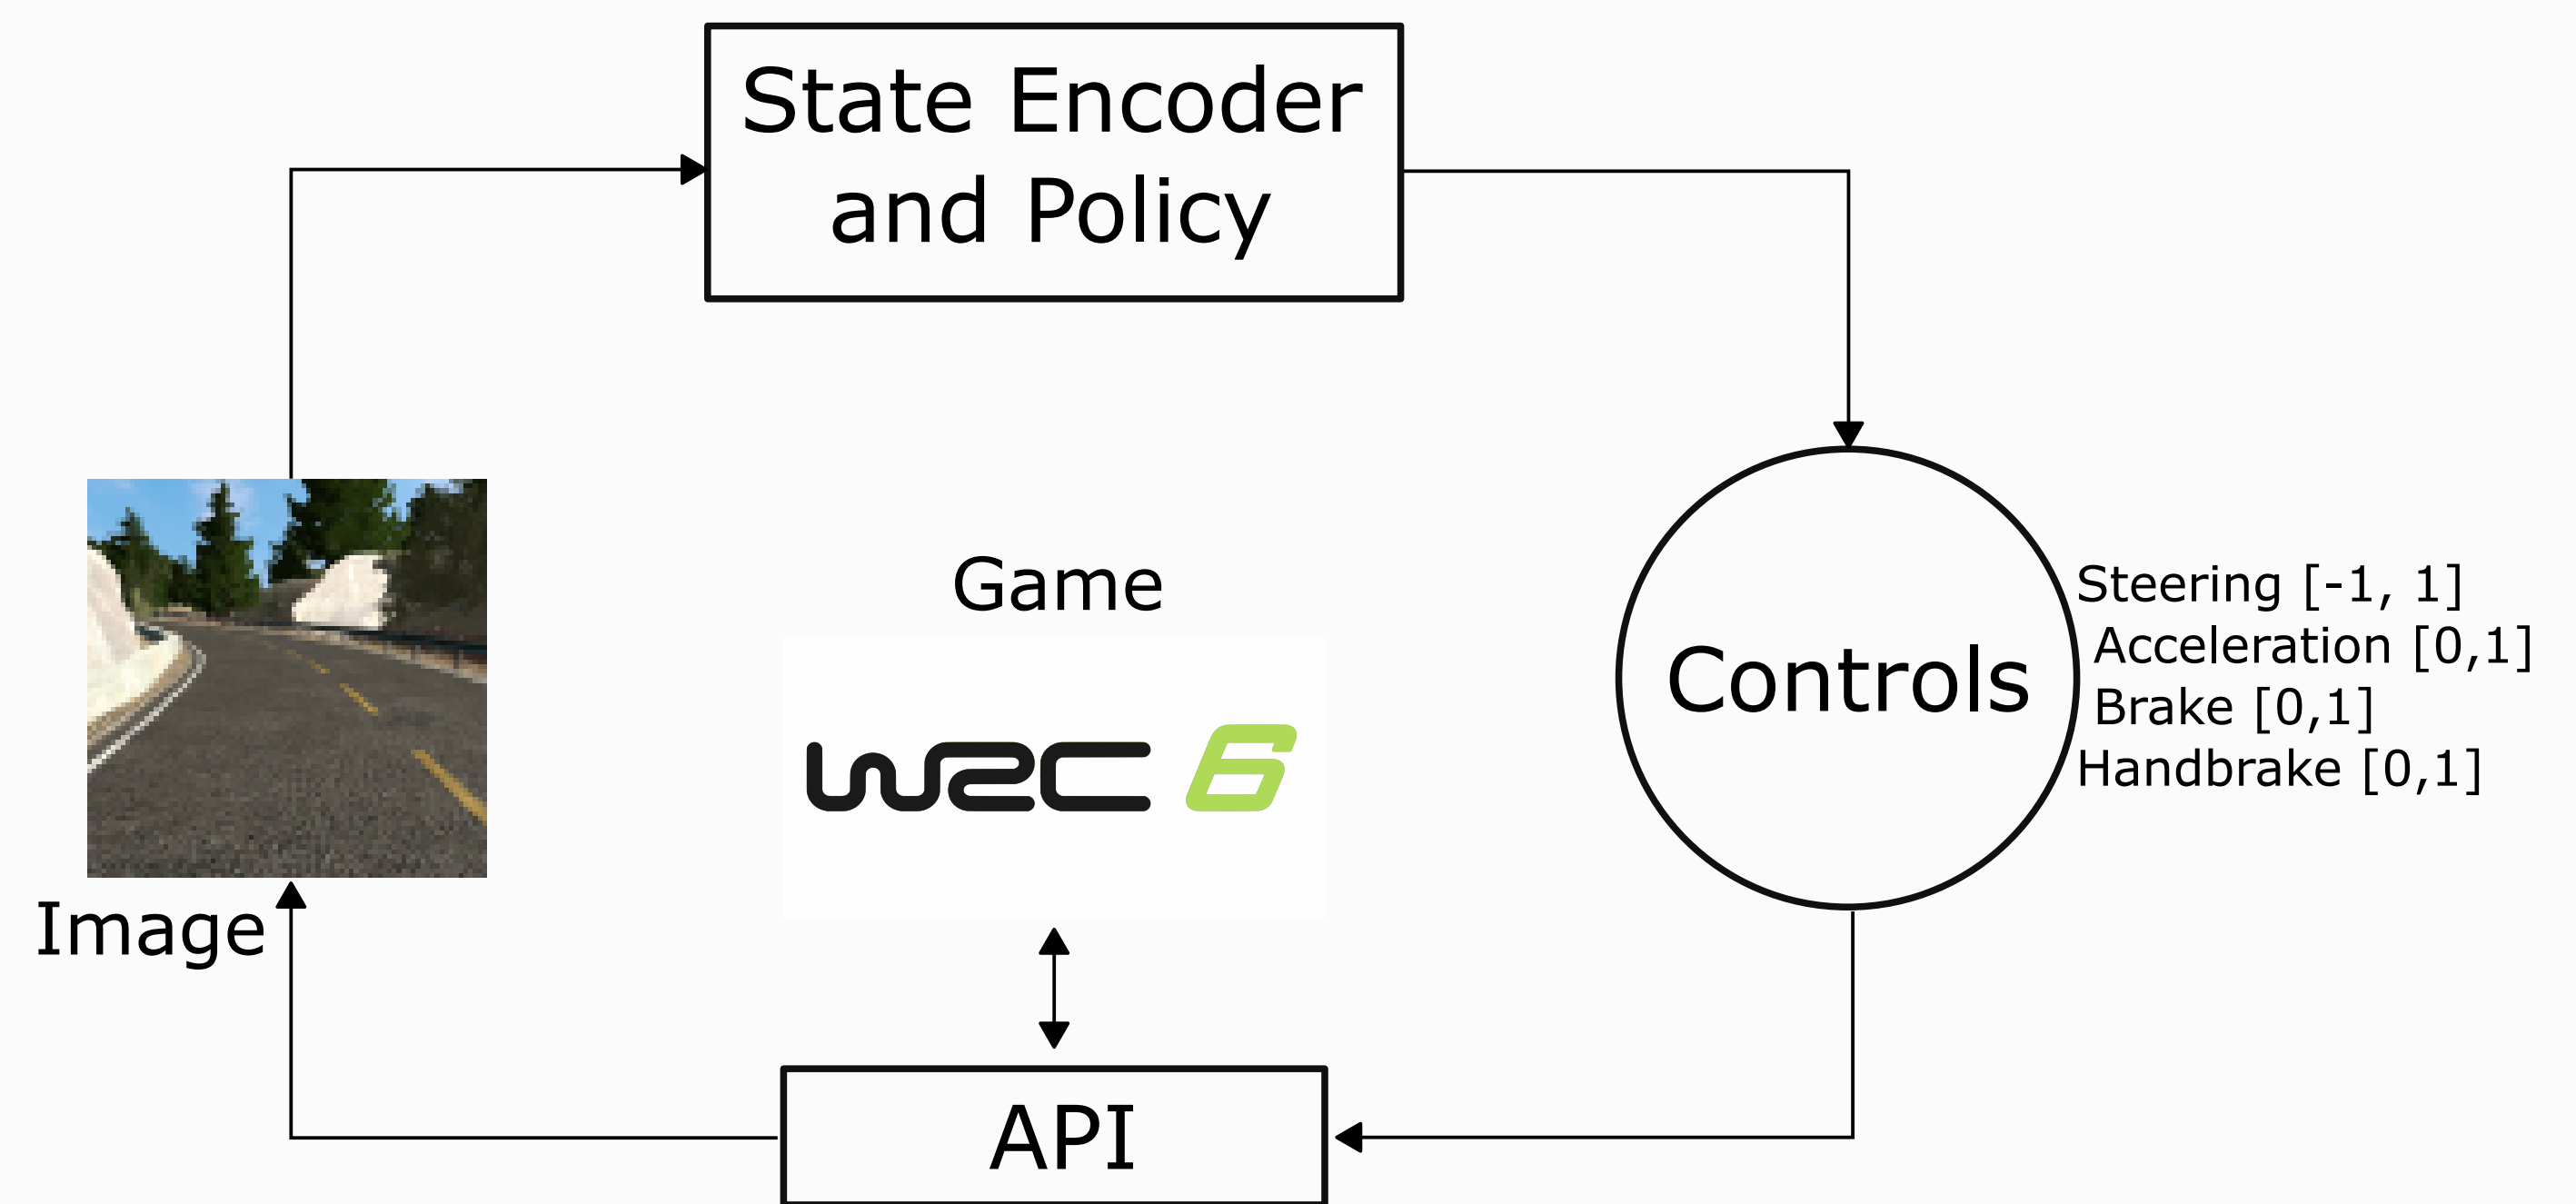 State Encoder
and Policy
Game
WRC 6
Controls
Steering [-1, 1]
Acceleration [0,1]
Brake [0,1]
Handbrake [0,1]
Image
API